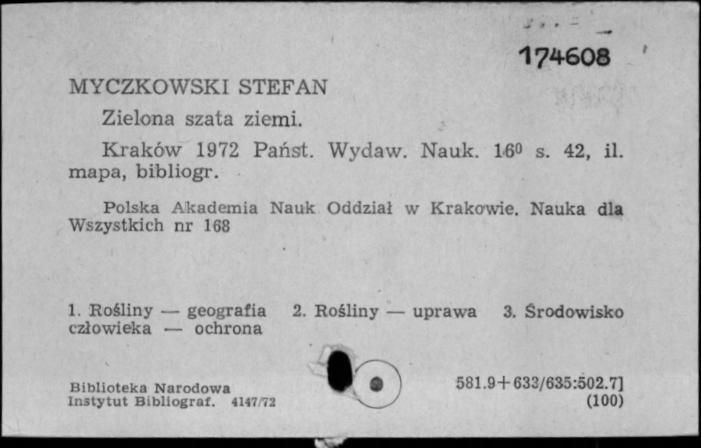 174608
MYCZKOWSKI STEFAN
Zielona szata ziemi.
Kraków 1972 Państ. Wydaw. Nauk. 16⁰ s. 42, il.
mapa, bibliogr.
Polska Akademia Nauk Oddział w Krakowie. Nauka dla
Wszystkich nr 168
1. Rośliny — geografia 2. Rośliny — uprawa 3. Środowisko
człowieka — ochrona
Biblioteka Narodowa
Instytut Bibliograf. 4147/72
581.9+633/635:502.7]
(100)